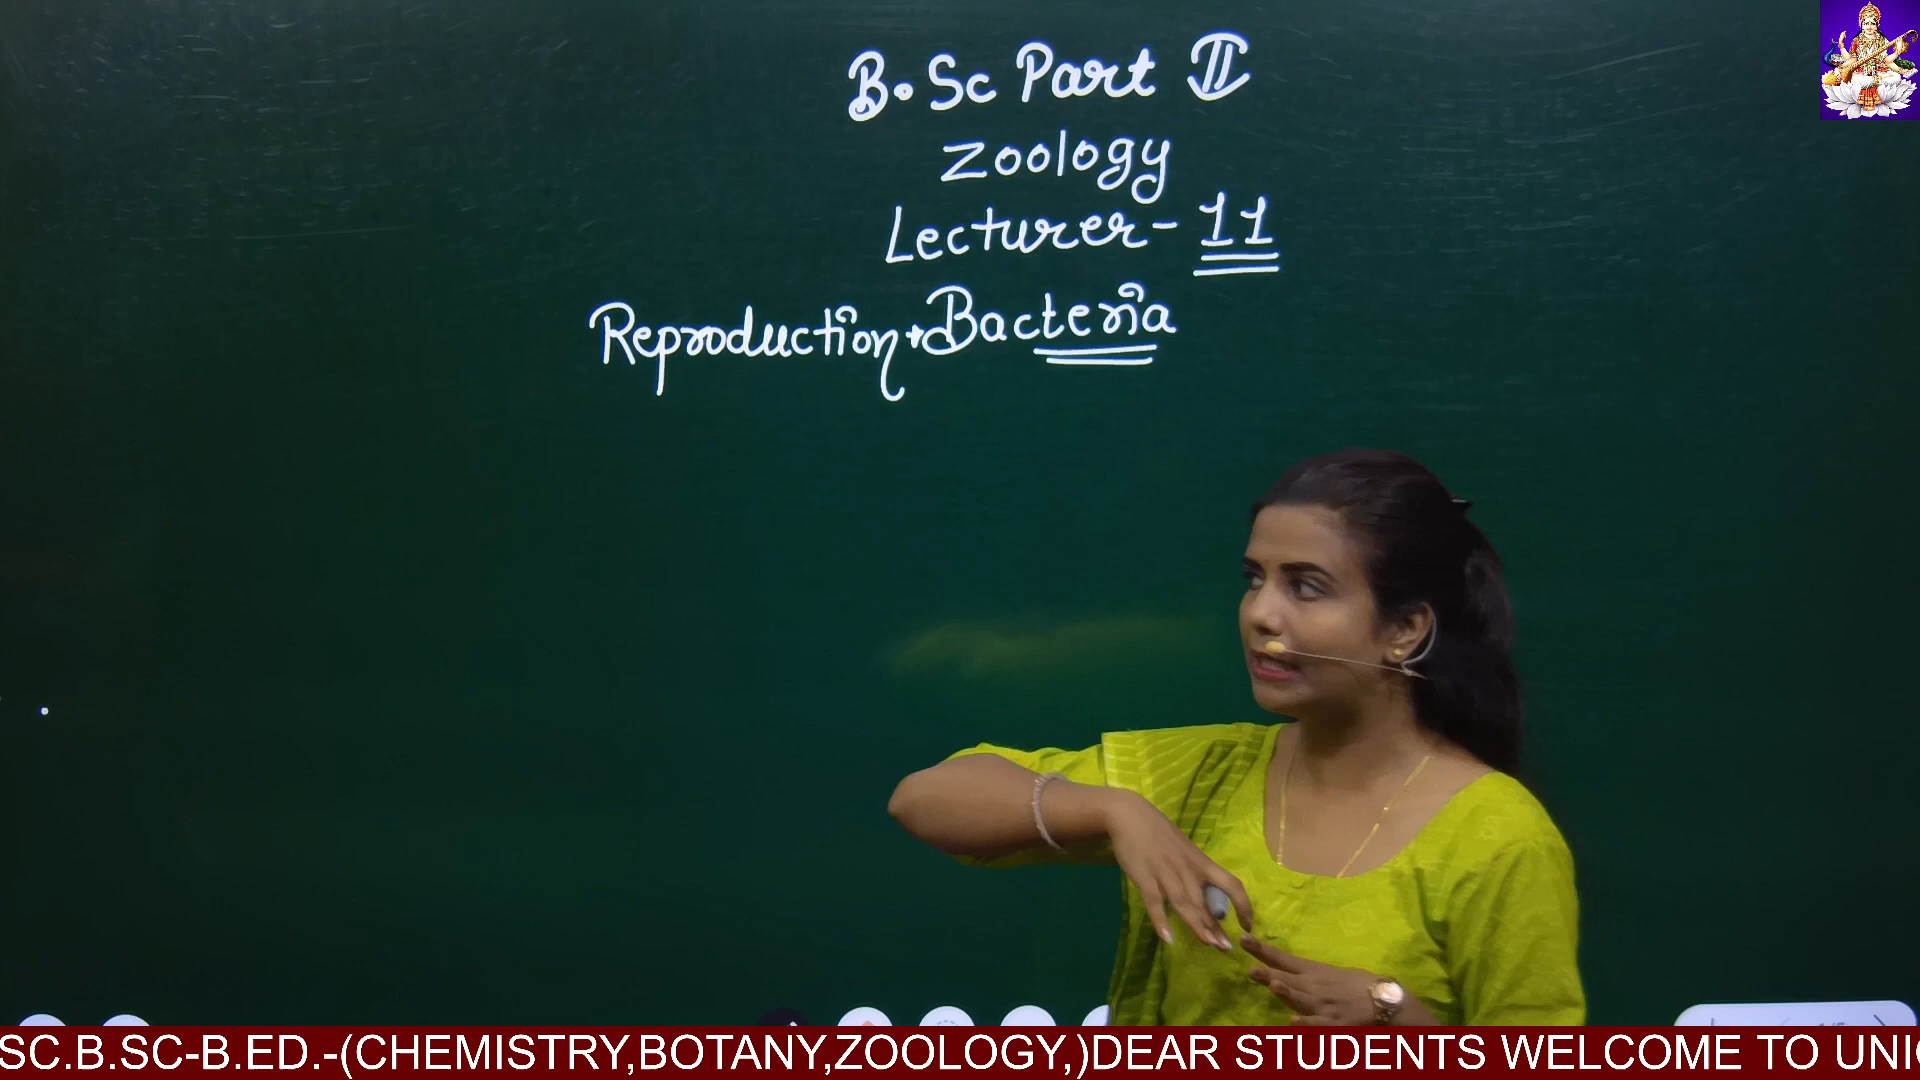 B.Sc Part II
Zoology
Lecturer-11
Reproduction Bacteria
SC.B.SC-B.ED.-(CHEMISTRY,BOTANY,ZOOLOGY,)DEAR STUDENTS WELCOME TO UNI